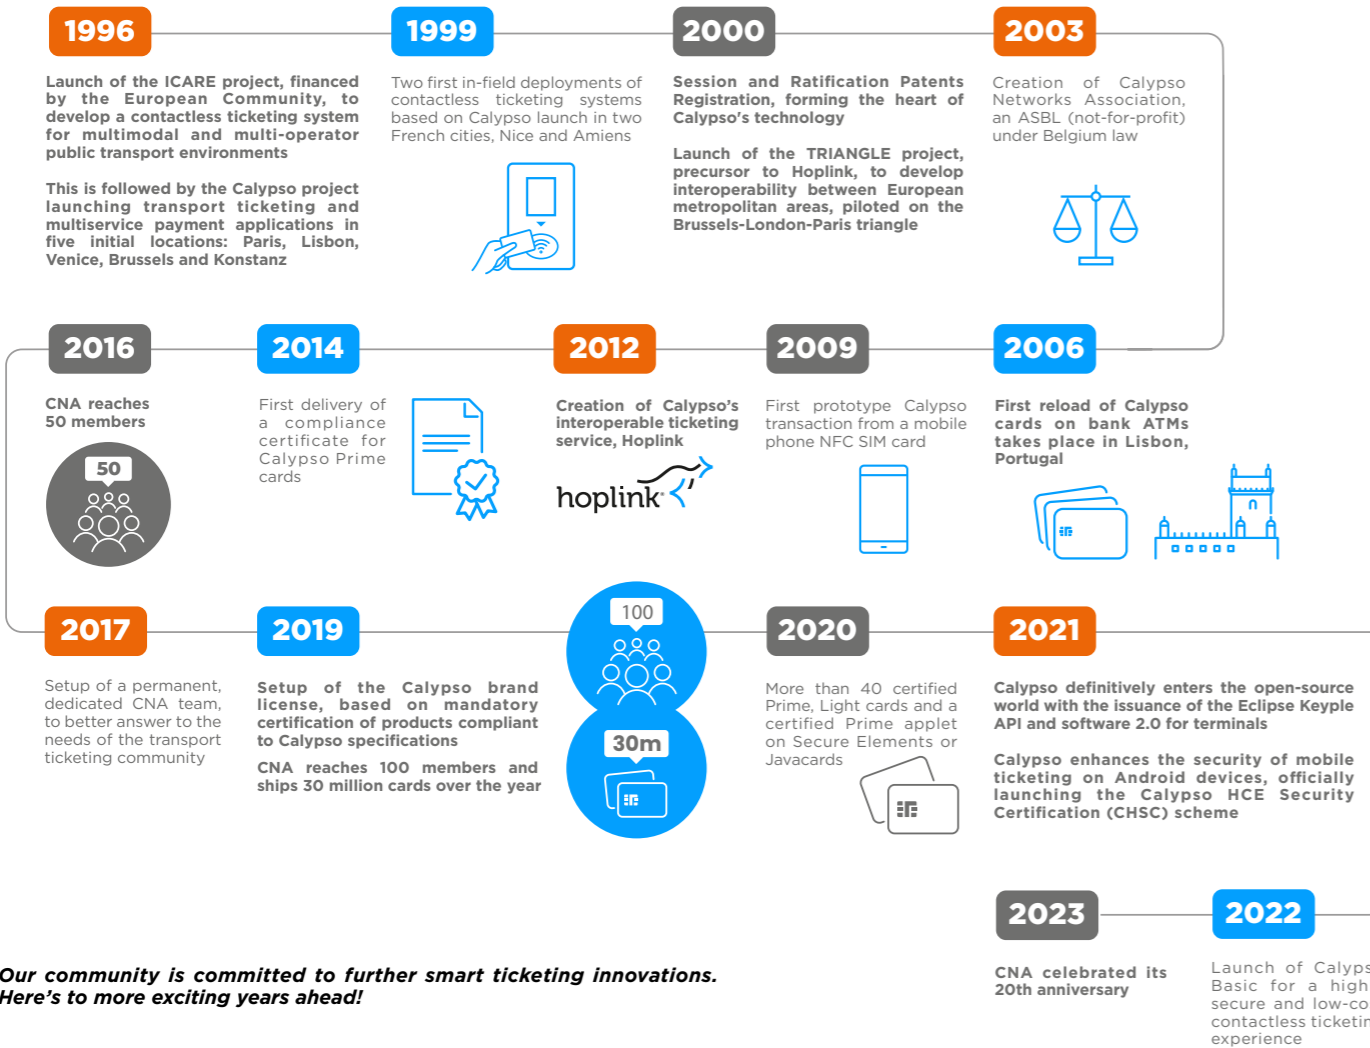 1996
Launch of the ICARE project, financed
by the European Community, to
develop a contactless ticketing system
for multimodal and multi-operator
public transport environments
This is followed by the Calypso project
launching transport ticketing and
multiservice payment applications in
five initial locations: Paris, Lisbon,
Venice, Brussels and Konstanz
1999
Two first in-field deployments of
contactless ticketing systems
based on Calypso launch in two
French cities, Nice and Amiens
2000
Session and Ratification Patents
Registration, forming the heart of
Calypso's technology
Launch of the TRIANGLE project,
precursor to Hoplink, to develop
interoperability between European
metropolitan areas, piloted on the
Brussels-London-Paris triangle
2003
Creation of Calypso
Networks Association,
an ASBL (not-for-profit)
under Belgium law
2006
First reload of Calypso
cards on bank ATMs
takes place in Lisbon,
Portugal
2009
First prototype Calypso
transaction from a mobile
phone NFC SIM card
2012
Creation of Calypso’s
interoperable ticketing
service, Hoplink
hoplink
2014
First delivery of
a compliance
certificate for
Calypso Prime
cards
2016
CNA reaches
50 members
50
2017
Setup of a permanent,
dedicated CNA team,
to better answer to the
needs of the transport
ticketing community
2019
Setup of the Calypso brand
license, based on mandatory
certification of products compliant
to Calypso specifications
CNA reaches 100 members and
ships 30 million cards over the year
100
30m
2020
More than 40 certified
Prime, Light cards and a
certified Prime applet
on Secure Elements or
Javacards
2021
Calypso definitively enters the open-source
world with the issuance of the Eclipse Keyple
API and software 2.0 for terminals
Calypso enhances the security of mobile
ticketing on Android devices, officially
launching the Calypso HCE Security
Certification (CHSC) scheme
2022
Launch of Calyps
Basic for a high
secure and low-co
contactless ticketin
experience
2023
CNA celebrated its
20th anniversary
Our community is committed to further smart ticketing innovations.
Here’s to more exciting years ahead!